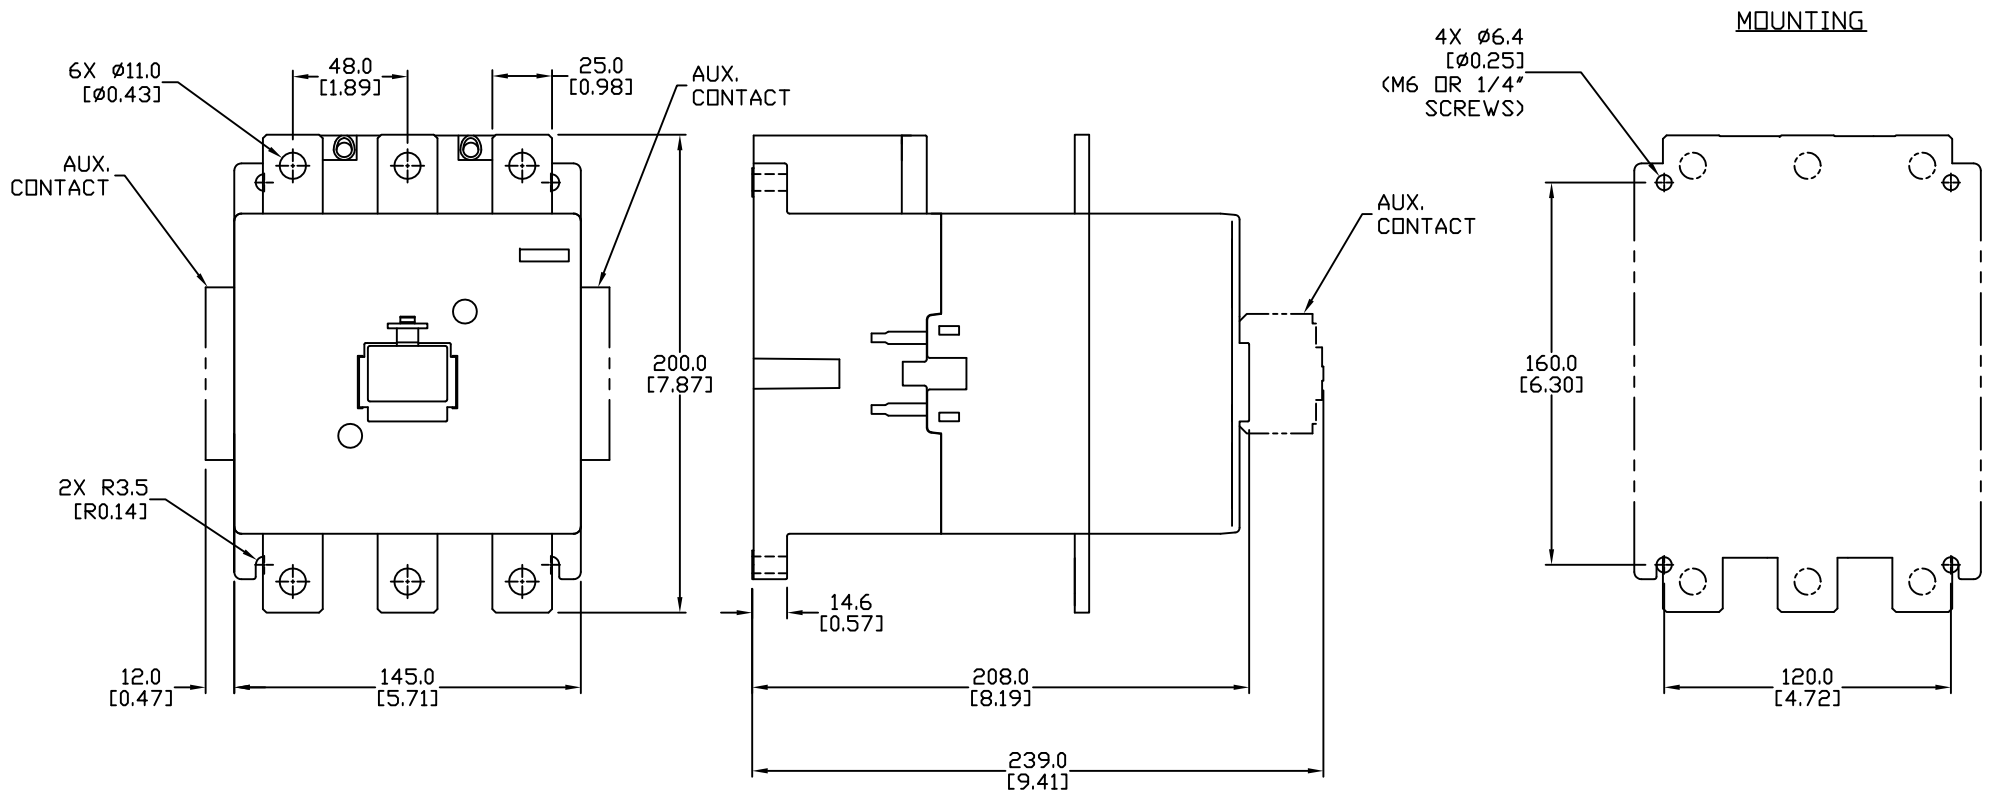 MOUNTING
6X ø11.0
[ø0.43]
48.0
[1.89]
25.0
[0.98]
AUX.
CONTACT
AUX.
CONTACT
200.0
[7.87]
2X R3.5
[R0.14]
12.0
[0.47]
145.0
[5.71]
AUX.
CONTACT
14.6
[0.57]
208.0
[8.19]
239.0
[9.41]
4X ø6.4
[ø0.25]
(M6 OR 1/4"
SCREWS)
160.0
[6.30]
120.0
[4.72]